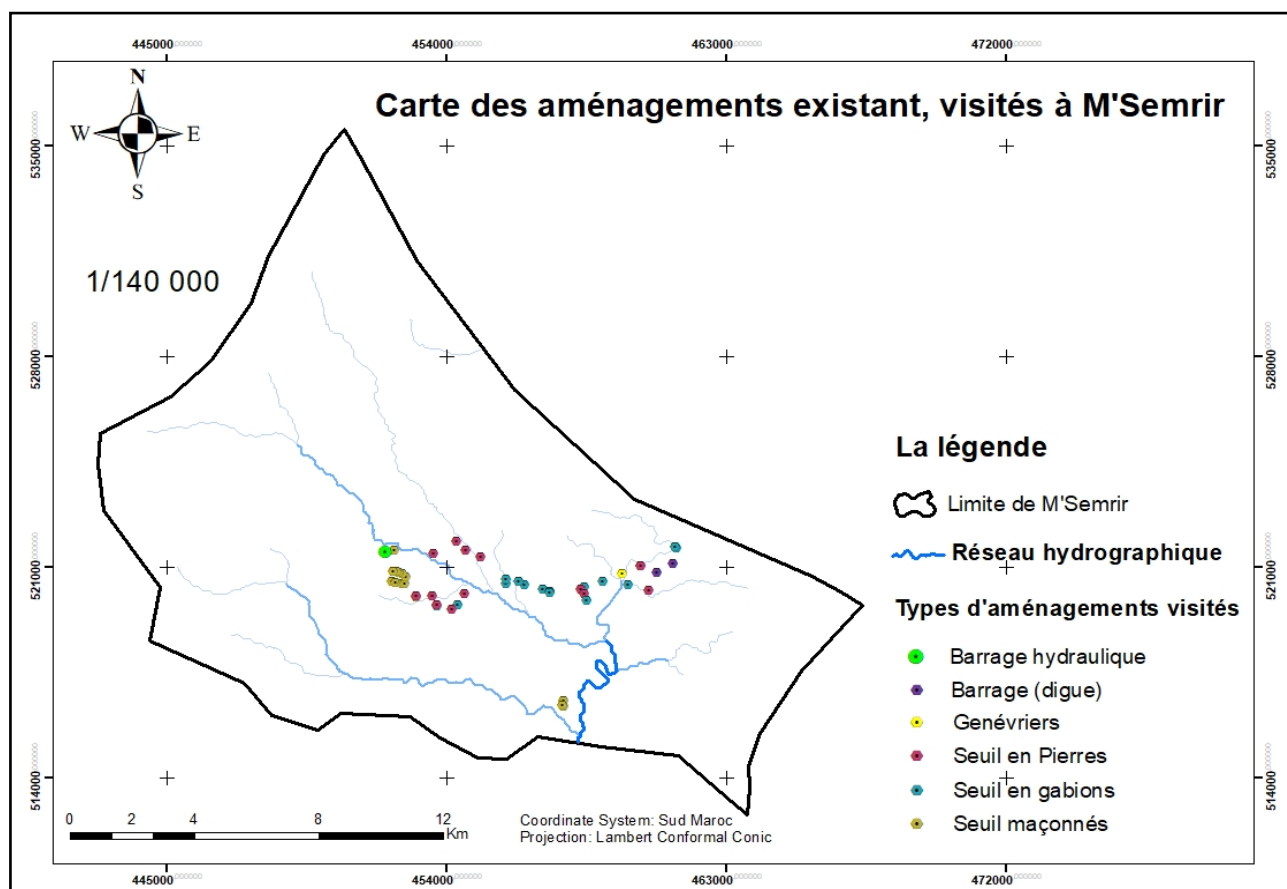 445000 454000 463000 472000
N
W E
S
Carte des aménagements existant, visités à M'Semrir
535000 535000
1/140 000
528000 528000
La légende
Limite de M'Semrir
Réseau hydrographique
521000 521000
Types d'aménagements visités
Barrage hydraulique
Barrage (digue)
Genévriers
Seuil en Pierres
Seuil en gabions
Seuil maçonnés
514000 514000
0 2 4 8 12
Km
Coordinate System: Sud Maroc
Projection: Lambert Conformal Conic
445000 454000 463000 472000